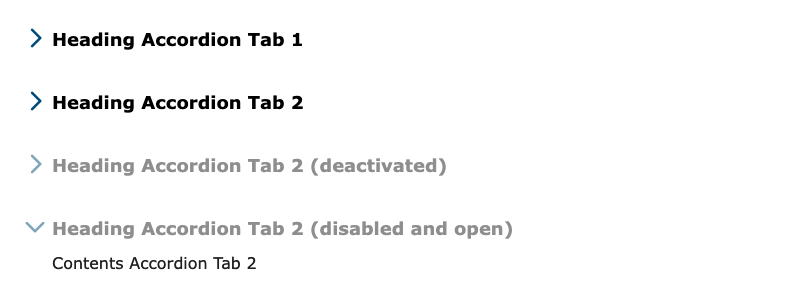 Heading Accordion Tab 1
Heading Accordion Tab 2
Heading Accordion Tab 2 (deactivated)
Heading Accordion Tab 2 (disabled and open)
Contents Accordion Tab 2